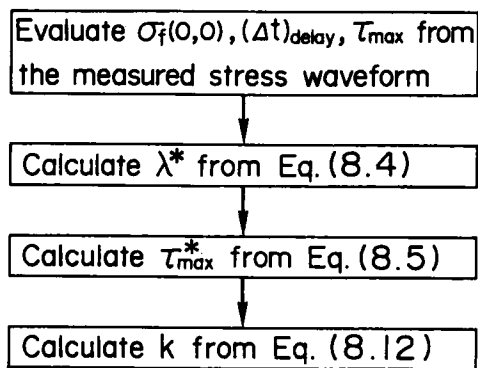 Evaluate σf(0,0), (Δt)delay, τmax from
the measured stress waveform
Calculate λ* from Eq. (8.4)
Calculate τ*max from Eq. (8.5)
Calculate k from Eq. (8.12)